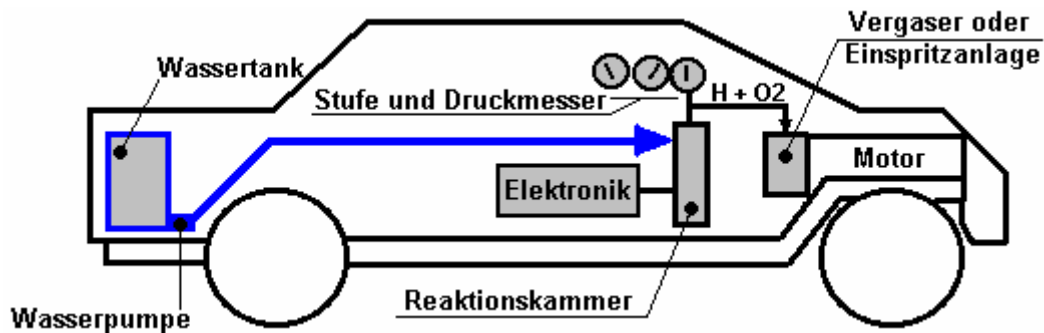 Vergaser oder
Einspritzanlage
Wassertank
Stufe und Druckmesser
H + O2
Motor
Elektronik
Reaktionskammer
Wasserpumpe